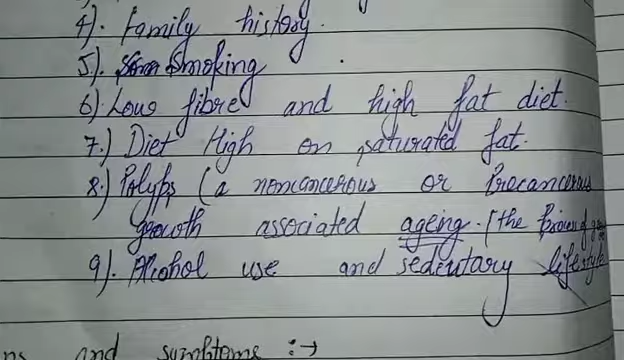 4). Family history.
5). Smoking
6). Low fibre and high fat diet.
7.) Diet High on saturated fat.
8.) Polyps (a noncancerous or Precancerous
growth associated ageing. (the
9). Alcohol use and sedentary lifestyle
and symptoms :→